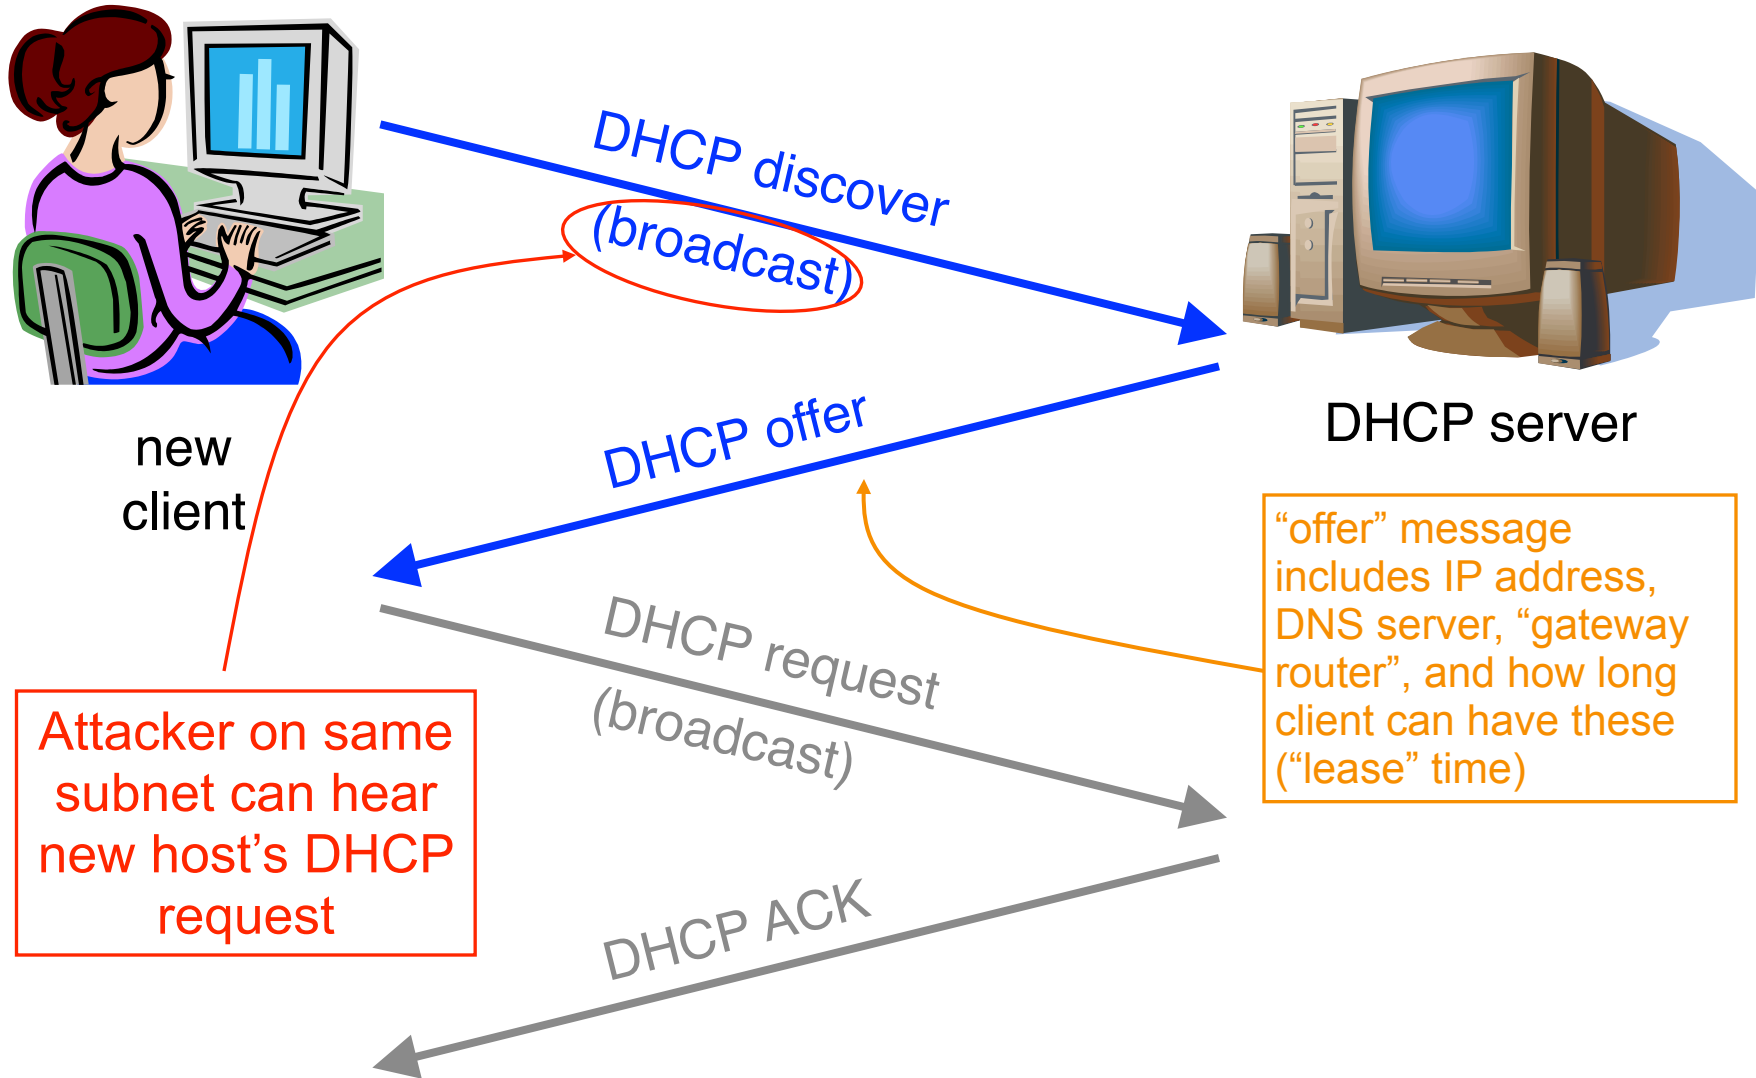 DHCP discover
(broadcast)
new
client
DHCP offer
DHCP server
“offer” message
includes IP address,
DNS server, “gateway
router”, and how long
client can have these
(“lease” time)
DHCP request
(broadcast)
Attacker on same
subnet can hear
new host’s DHCP
request
DHCP ACK